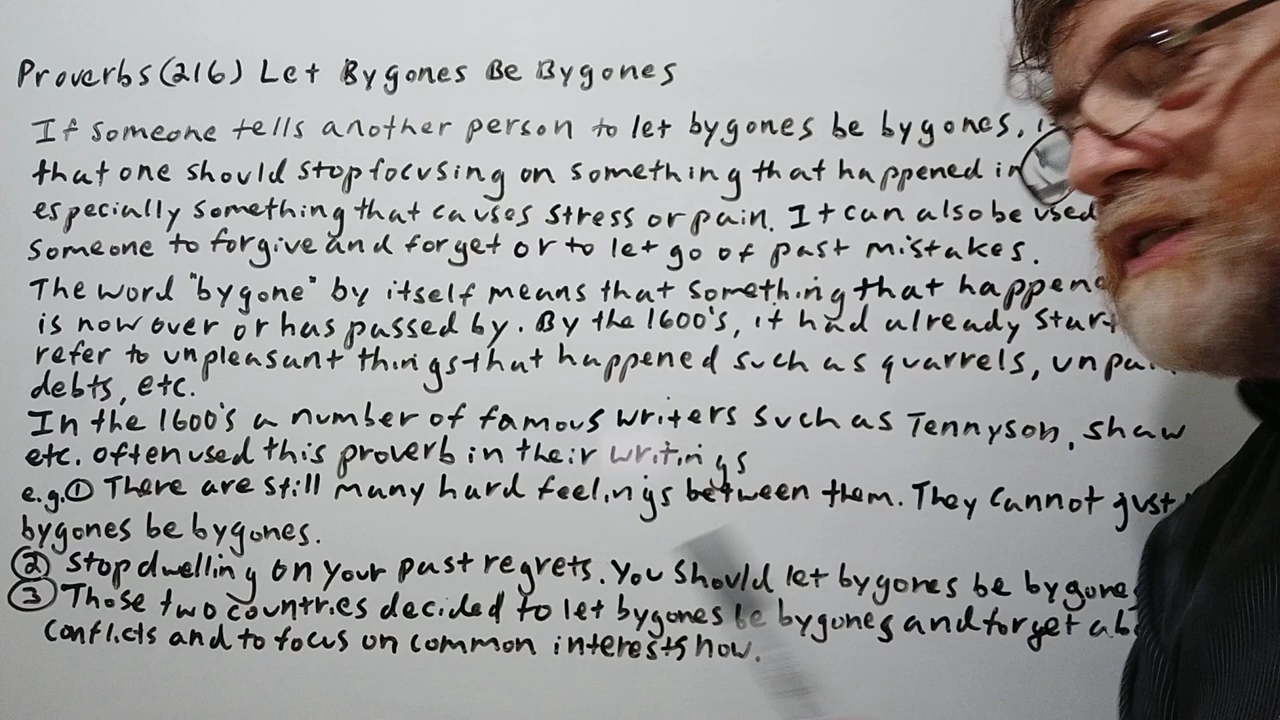 Proverbs (216) Let Bygones Be Bygones
If someone tells another person to let bygones be bygones,
that one should stop focusing on something that happened in
especially something that causes stress or pain. It can also be used
someone to forgive and forget or to let go of past mistakes.
The word "bygone" by itself means that something that happened
is now over or has passed by. By the 1600's, it had already
refer to unpleasant things that happened such as quarrels,
debts, etc.
In the 1600's a number of famous writers such as Tennyson, Shaw
etc. often used this proverb in their writings
e.g. ① There are still many hard feelings between them. They cannot just
bygones be bygones.
② Stop dwelling on your past regrets. You should let bygones be
③ Those two countries decided to let bygones be bygones and forget
conflicts and to focus on common interests now.